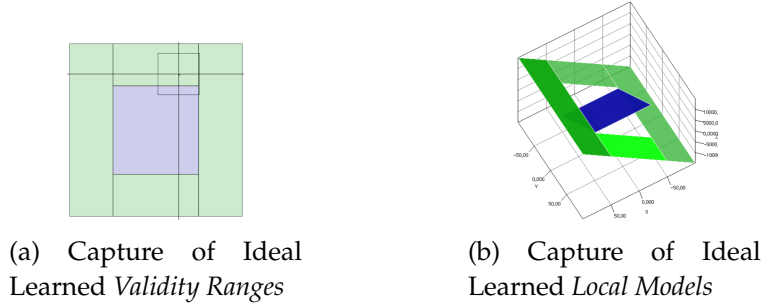 10000,
5000,0
0,0000
-5000,
-10000
Z
-50,00
0,000
Y
50,00
-50,00
0,000
X
50,00
(a) Capture of Ideal
Learned Validity Ranges
(b) Capture of Ideal
Learned Local Models